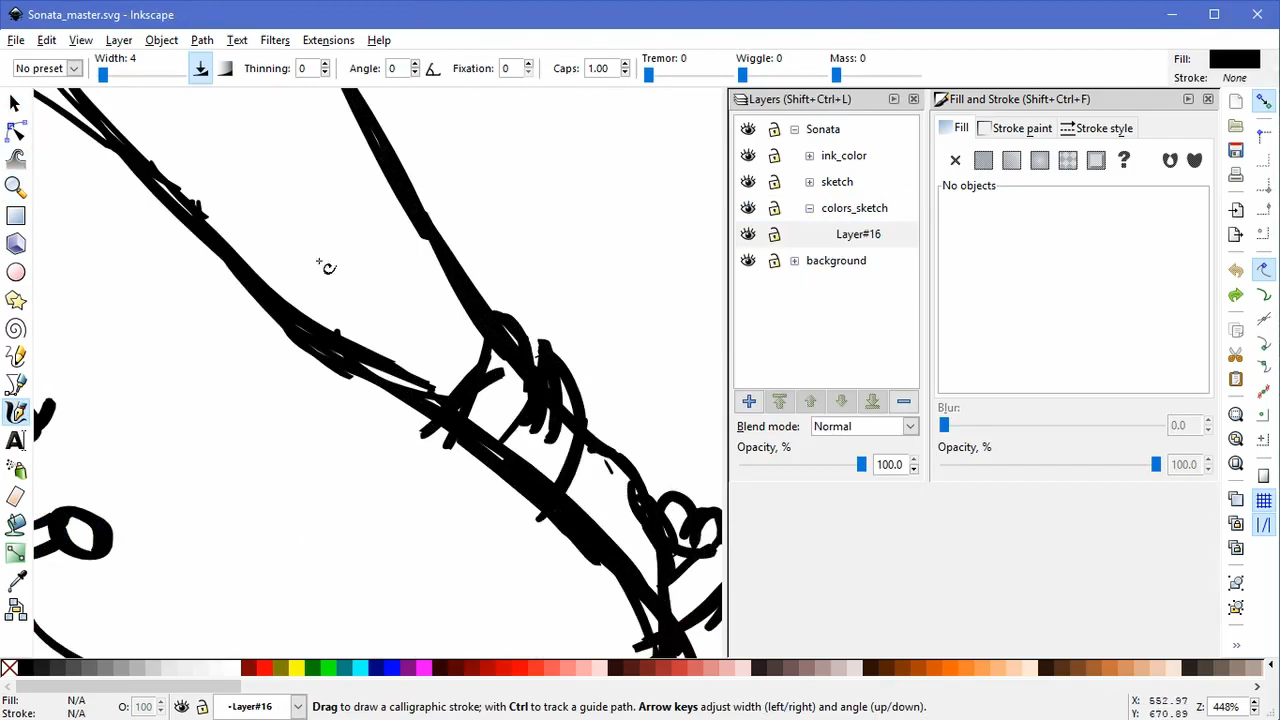 Sonata_master.svg - Inkscape
File Edit View Layer Object Path Text Filters Extensions Help
No preset Width: 4 Thinning: 0 Angle: 0 Fixation: Caps: 1.00 Tremor: 0 Wiggle: 0 Mass: 0 Fill:
Stroke: None
Layers (Shift+Ctrl+L)
Sonata
ink_color
sketch
colors_sketch
Layer#16
background
Blend mode: Normal
Opacity, % 100.0
Fill and Stroke (Shift+Ctrl+F)
Fill Stroke paint Stroke style
?
No objects
Blur:
0.0
Opacity, %
100.0
Fill: N/A
Stroke: N/A
O: 100
-Layer#16
Drag to draw a calligraphic stroke; with Ctrl to track a guide path. Arrow keys adjust width (left/right) and angle (up/down).
X: 552.97
Y: 670.89
Z: 448%